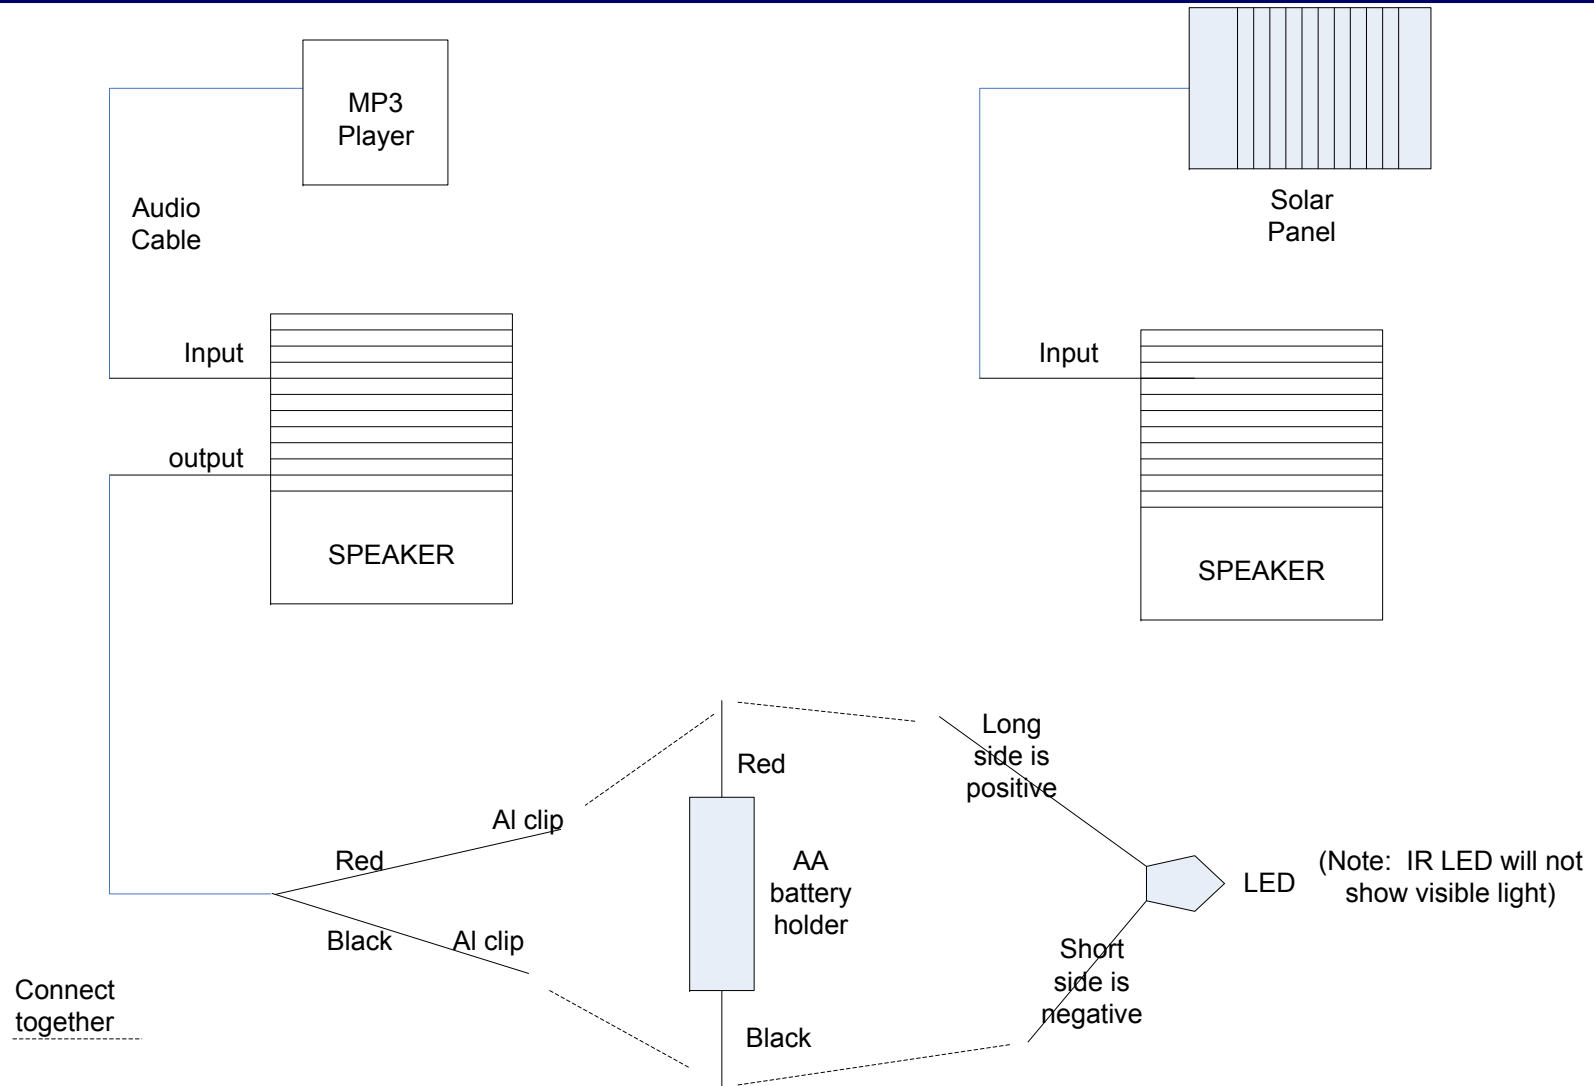 MP3
Player
Audio
Cable
Solar
Panel
Input
Input
output
SPEAKER
SPEAKER
Long
side is
positive
Red
Al clip
Red
AA
battery
holder
LED
(Note: IR LED will not
show visible light)
Black
Al clip
Short
side is
negative
Connect
together
Black